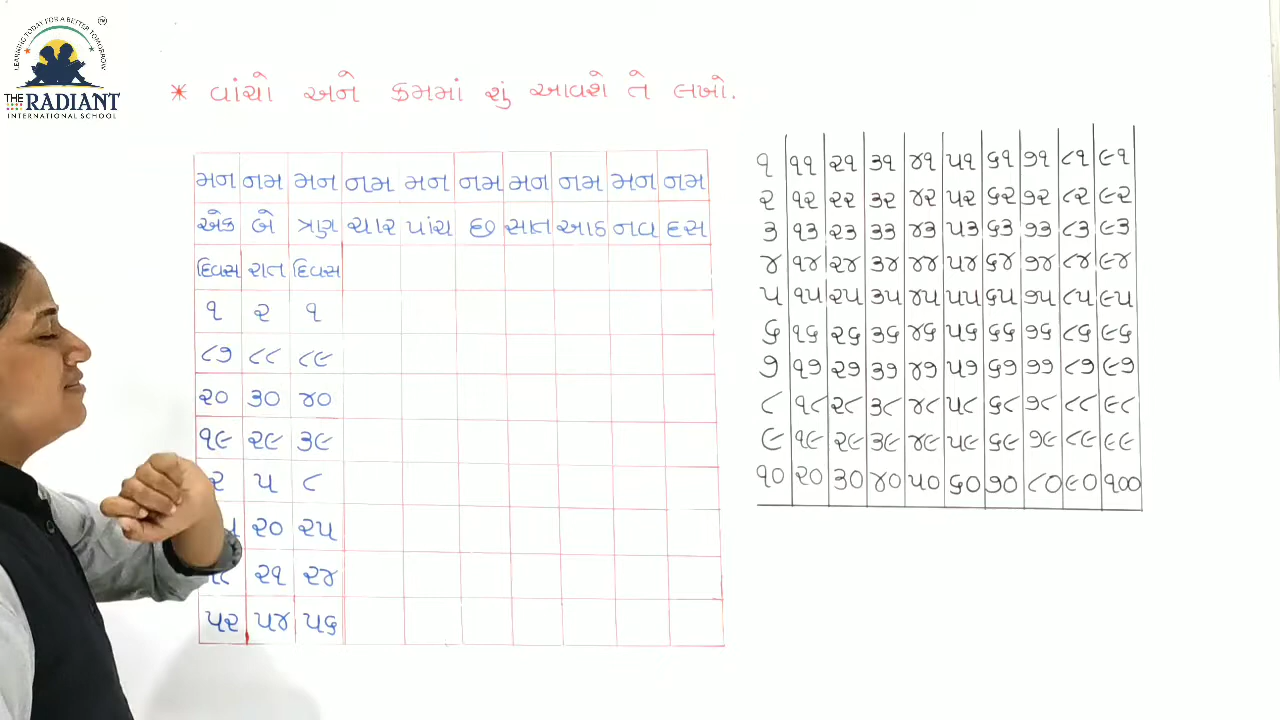 LEARNING TODAY FOR A BETTER TOMORROW
THE RADIANT
INTERNATIONAL SCHOOL
* વાંચો અને ક્રમમાં શું આવશે તે લખો.
મન નમ મન નમ મન નમ મન નમ મન નમ
એક બે ત્રણ ચાર પાંચ છ સાત આઠ નવ દસ
દિવસ રાત દિવસ
૧ ૨ ૧
૮૭ ૮૮ ૮૯
૨૦ ૩૦ ૪૦
૧૯ ૨૯ ૩૯
૨ ૫ ૮
૨૦ ૨૫
૨૧ ૨૪
૫૨ ૫૪ ૫૬
૧ ૧૧ ૨૧ ૩૧ ૪૧ ૫૧ ૬૧ ૭૧ ૮૧ ૯૧
૨ ૧૨ ૨૨ ૩૨ ૪૨ ૫૨ ૬૨ ૭૨ ૮૨ ૯૨
૩ ૧૩ ૨૩ ૩૩ ૪૩ ૫૩ ૬૩ ૭૩ ૮૩ ૯૩
૪ ૧૪ ૨૪ ૩૪ ૪૪ ૫૪ ૬૪ ૭૪ ૮૪ ૯૪
૫ ૧૫ ૨૫ ૩૫ ૪૫ ૫૫ ૬૫ ૭૫ ૮૫ ૯૫
૬ ૧૬ ૨૬ ૩૬ ૪૬ ૫૬ ૬૬ ૭૬ ૮૬ ૯૬
૭ ૧૭ ૨૭ ૩૭ ૪૭ ૫૭ ૬૭ ૭૭ ૮૭ ૯૭
૮ ૧૮ ૨૮ ૩૮ ૪૮ ૫૮ ૬૮ ૭૮ ૮૮ ૯૮
૯ ૧૯ ૨૯ ૩૯ ૪૯ ૫૯ ૬૯ ૭૯ ૮૯ ૯૯
૧૦ ૨૦ ૩૦ ૪૦ ૫૦ ૬૦ ૭૦ ૮૦ ૯૦ ૧૦૦